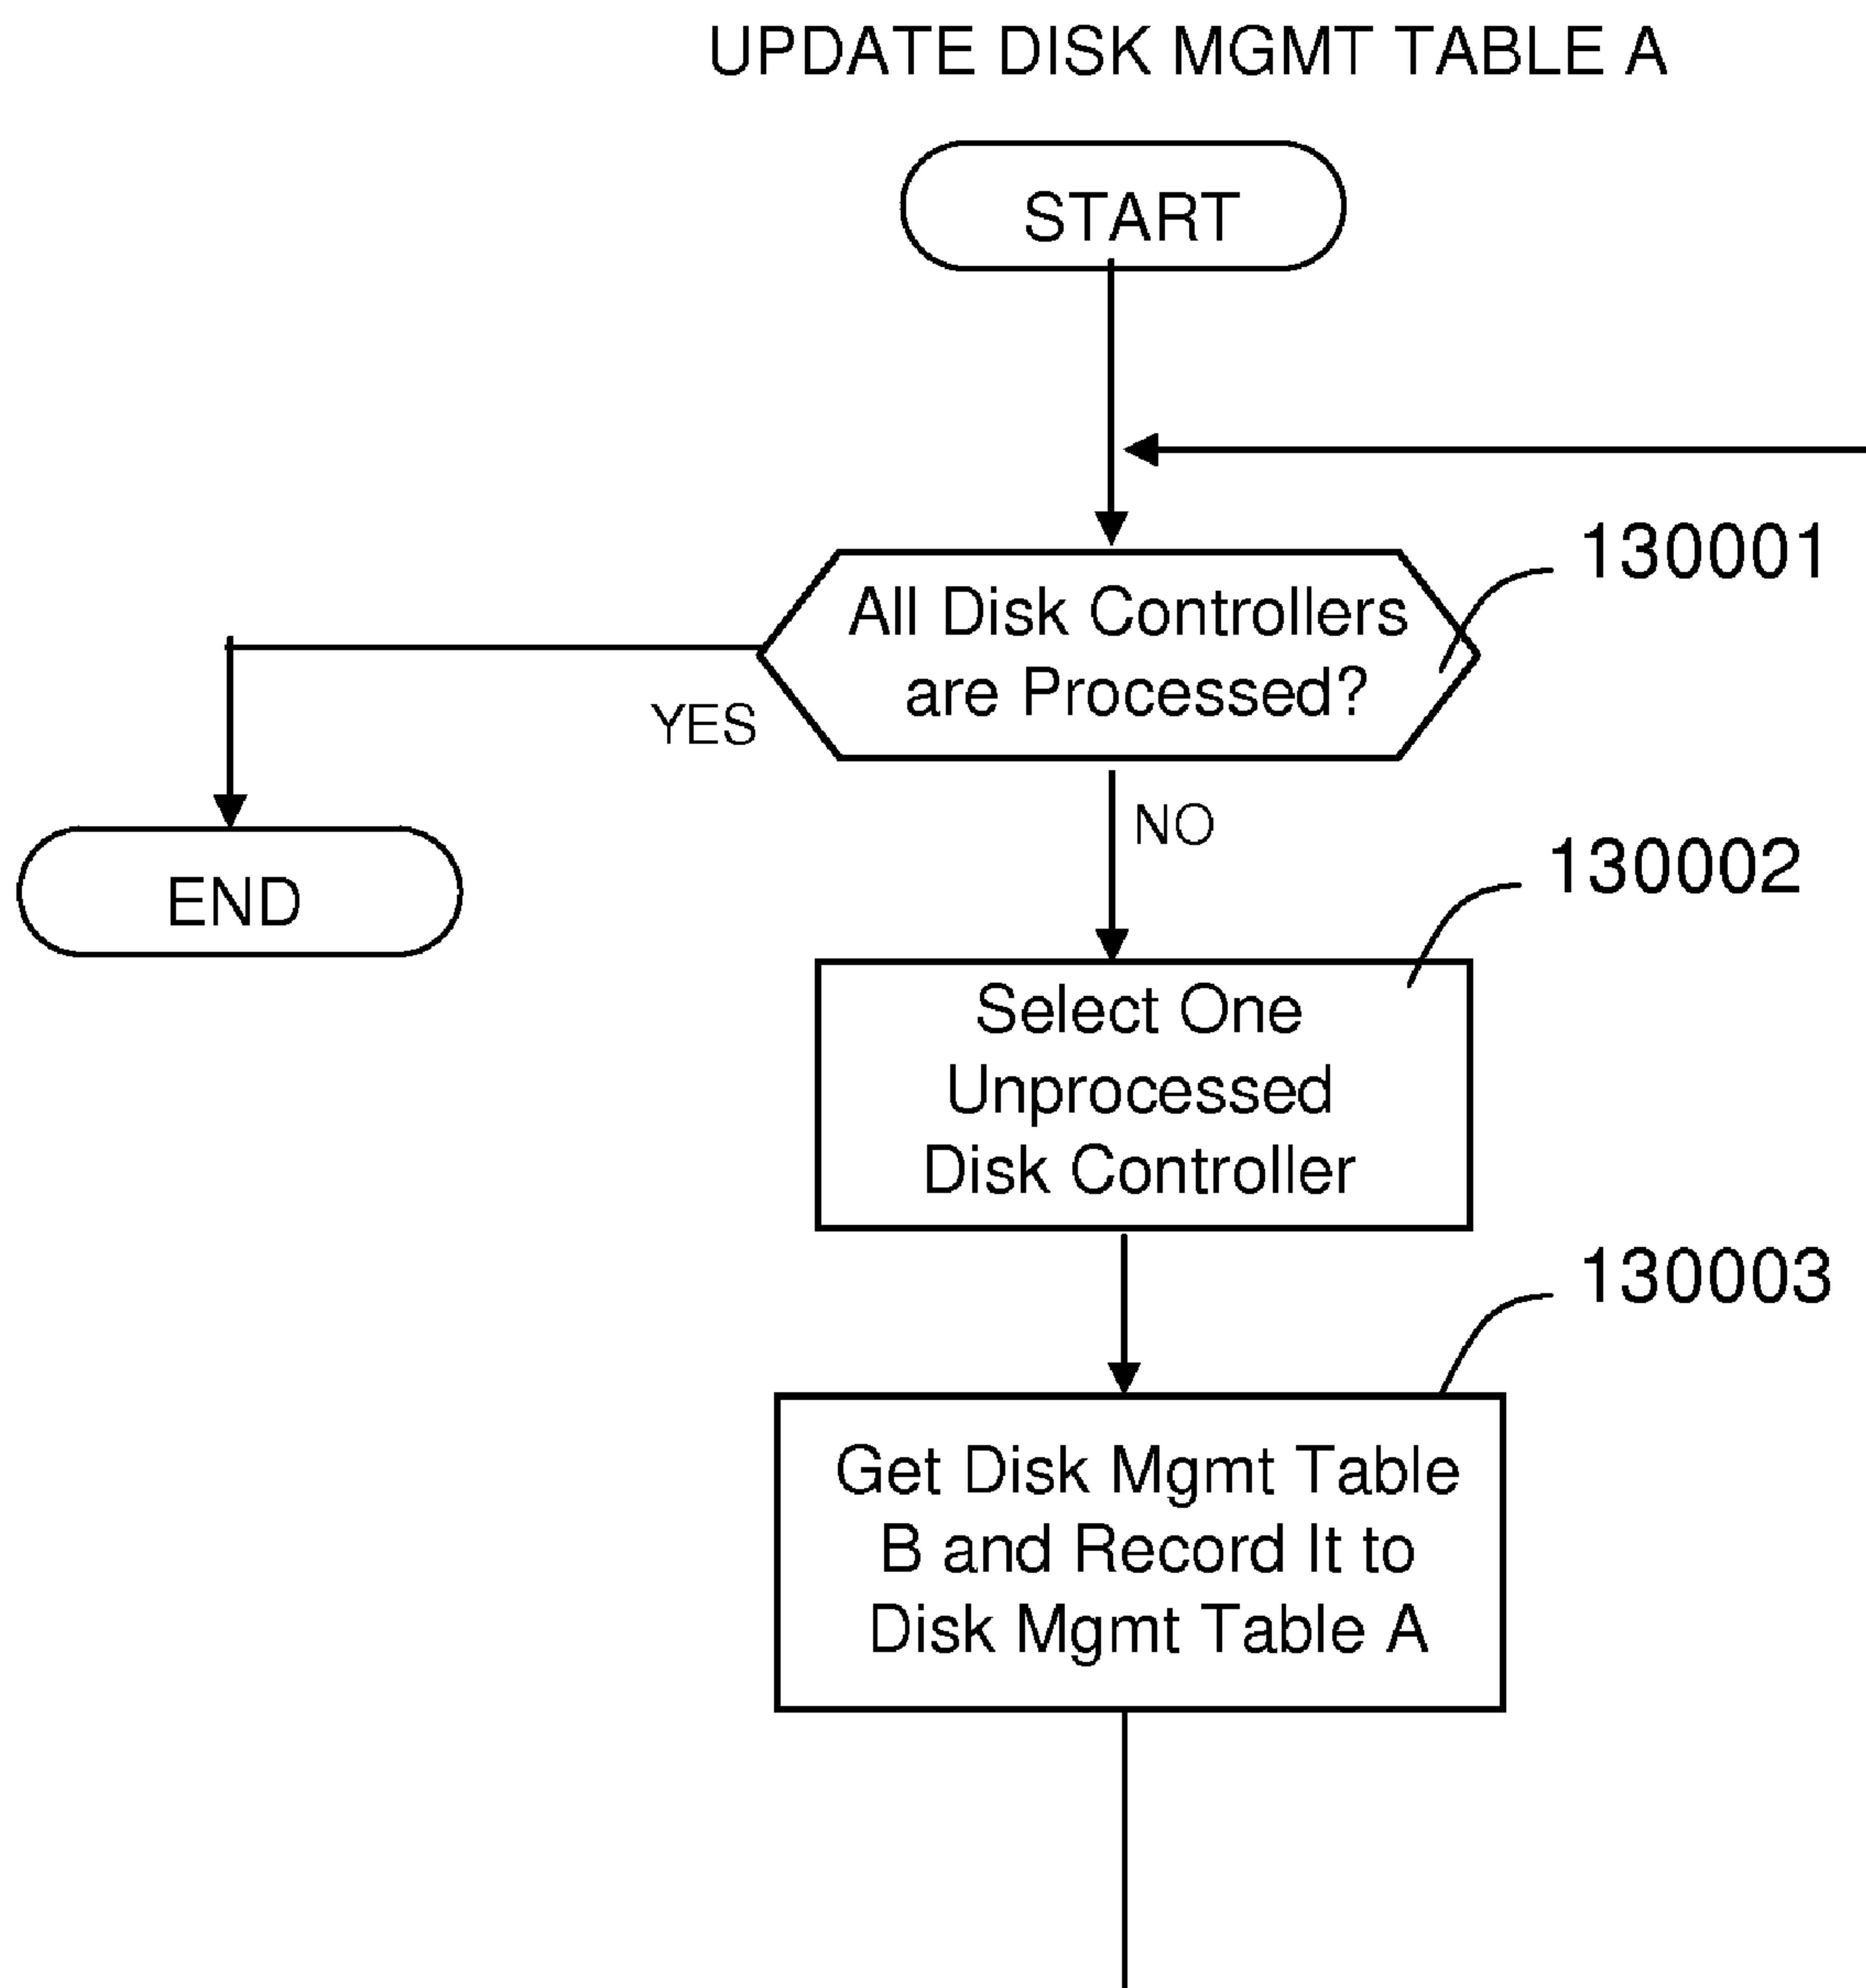 UPDATE DISK MGMT TABLE A
START
130001
All Disk Controllers
are Processed?
YES
NO
END
130002
Select One
Unprocessed
Disk Controller
130003
Get Disk Mgmt Table
B and Record It to
Disk Mgmt Table A